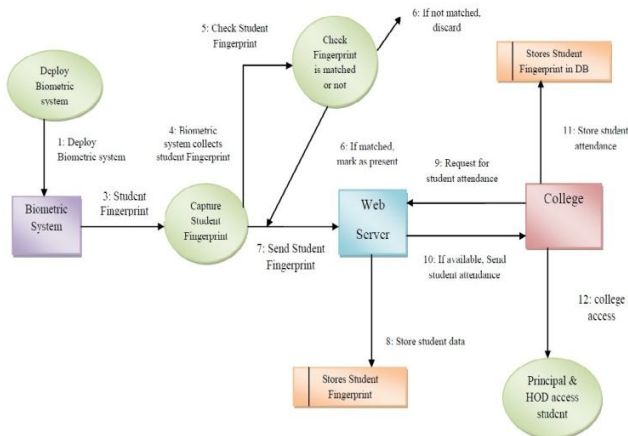 5: Check Student
Fingerprint
6: If not matched,
discard
Check
Fingerprint
is matched
or not
Stores Student
Fingerprint in DB
Deploy
Biometric
system
1: Deploy
Biometric system
4: Biometric
system collects
student Fingerprint
6: If matched,
mark as present
9: Request for
student attendance
11: Store student
attendance
Biometric
System
3: Student
Fingerprint
Capture
Student
Fingerprint
7: Send Student
Fingerprint
Web
Server
College
10: If available, Send
student attendance
12: college
access
8: Store student data
Stores Student
Fingerprint
Principal &
HOD access
student